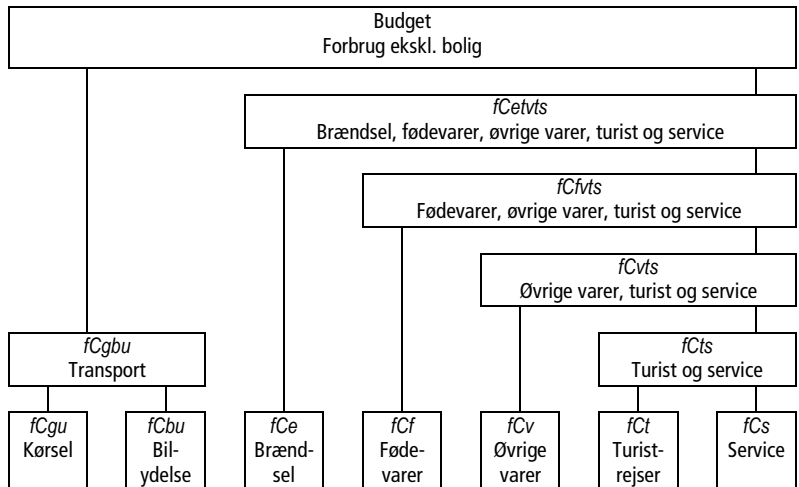 Budget
Forbrug ekskl. bolig
fCetvts
Brændsel, fødevarer, øvrige varer, turist og service
fCfvts
Fødevarer, øvrige varer, turist og service
fCvts
Øvrige varer, turist og service
fCgbu
Transport
fCts
Turist og service
fCgu
Kørsel
fCbu
Bil-
ydelse
fCe
Brænd-
sel
fCf
Føde-
varer
fCv
Øvrige
varer
fCt
Turist-
rejser
fCs
Service